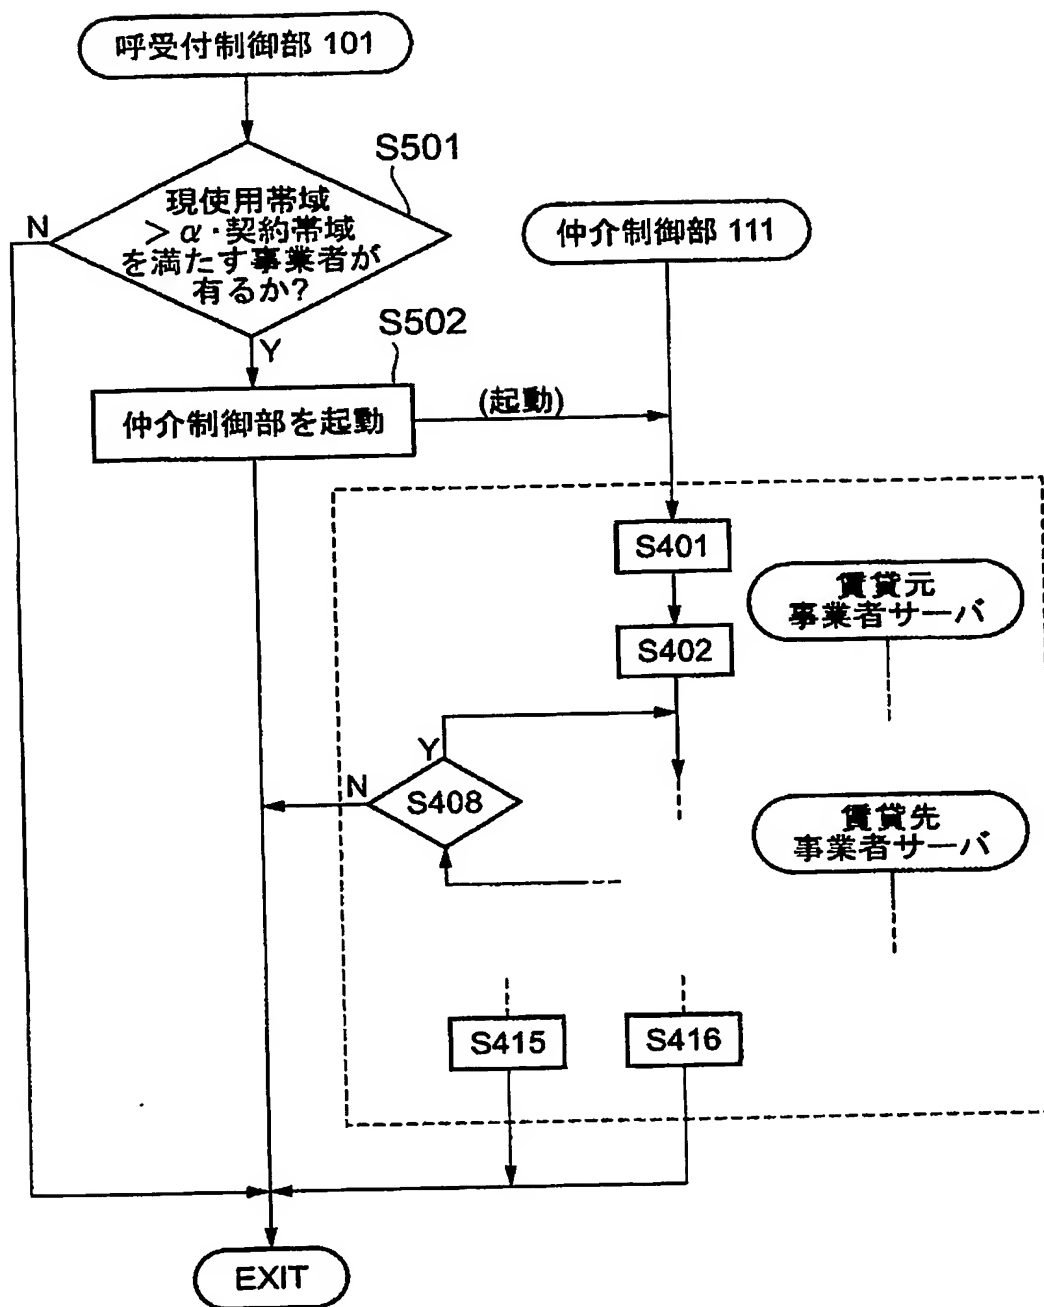 呼受付制御部 101
S501
N
現使用帯域
> α・契約帯域
を満たす事業者が
有るか?
仲介制御部 111
Y
S502
仲介制御部を起動
(起動)
S401
賃貸元
事業者サーバ
S402
Y
N
S408
賃貸先
事業者サーバ
S415
S416
EXIT